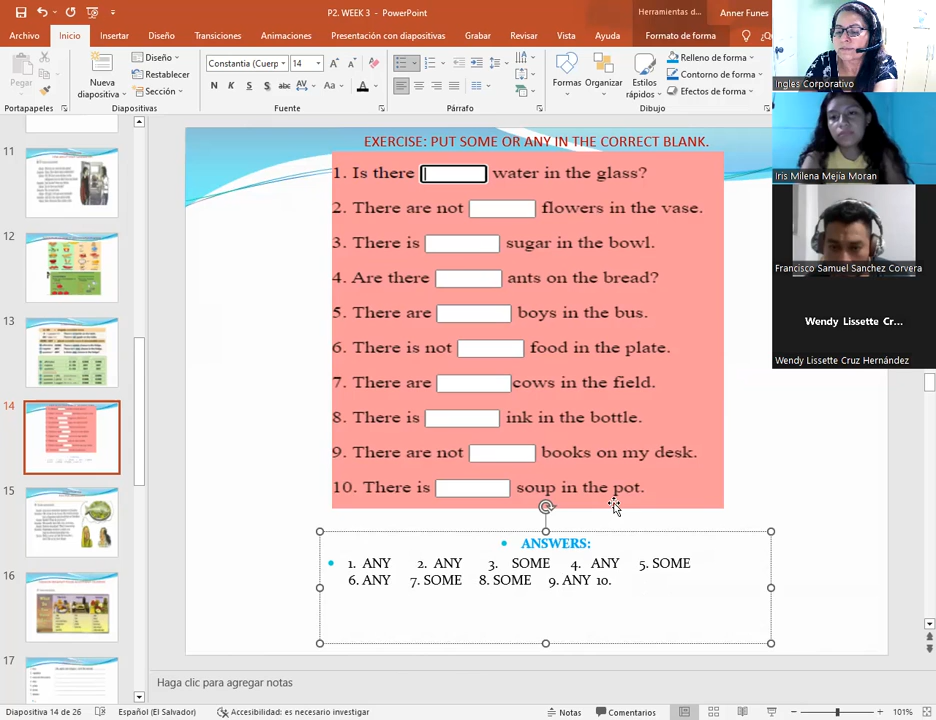 P2. WEEK 3 - PowerPoint
Herramientas d...
Anner Funes
Archivo Inicio Insertar Diseño Transiciones Animaciones Presentación con diapositivas Grabar Revisar Vista Ayuda Formato de forma
Pegar
Nueva diapositiva
Diseño
Restablecer
Sección
Constantia (Cuerp 14
N K S abc AV Aa A
Formas
Organizar
Estilos rápidos
Relleno de forma
Contorno de forma
Efectos de forma
Portapapeles Diapositivas Fuente Párrafo Dibujo
Ingles Corporativo
Iris Milena Mejía Moran
Francisco Samuel Sanchez Corvera
Wendy Lissette Cr...
Wendy Lissette Cruz Hernández
11
12
13
14
15
16
17
EXERCISE: PUT SOME OR ANY IN THE CORRECT BLANK.
1. Is there water in the glass?
2. There are not flowers in the vase.
3. There is sugar in the bowl.
4. Are there ants on the bread?
5. There are boys in the bus.
6. There is not food in the plate.
7. There are cows in the field.
8. There is ink in the bottle.
9. There are not books on my desk.
10. There is soup in the pot.
• ANSWERS:
• 1. ANY 2. ANY 3. SOME 4. ANY 5. SOME
6. ANY 7. SOME 8. SOME 9. ANY 10.
Haga clic para agregar notas
Diapositiva 14 de 26 Español (El Salvador) Accesibilidad: es necesario investigar Notas Comentarios 101%